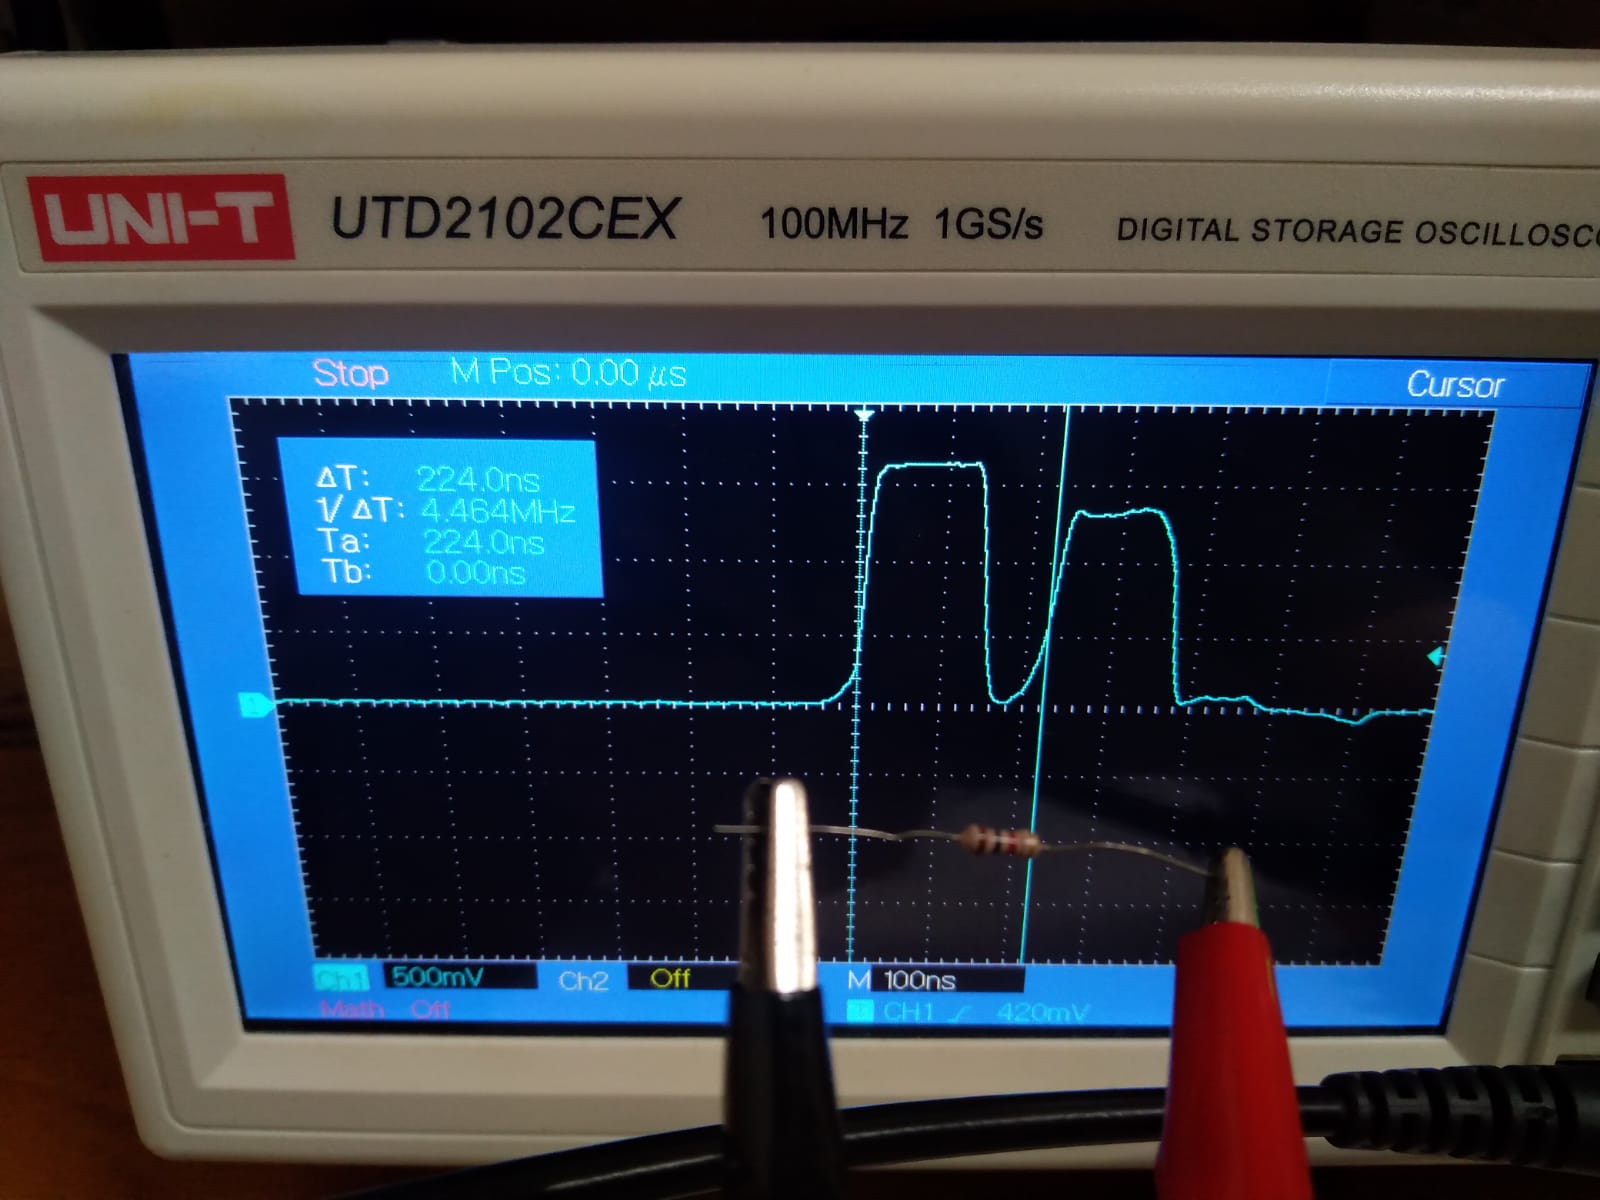 UNI-T UTD2102CEX 100MHz 1GS/s DIGITAL STORAGE
Stop M Pos: 0.00 μs Cursor
ΔT: 224.0ns
1/ΔT: 4.464MHz
Ta: 224.0ns
Tb: 0.00ns
1
Ch1 500mV Ch2 Off M 100ns
Math Off CH1 420mV